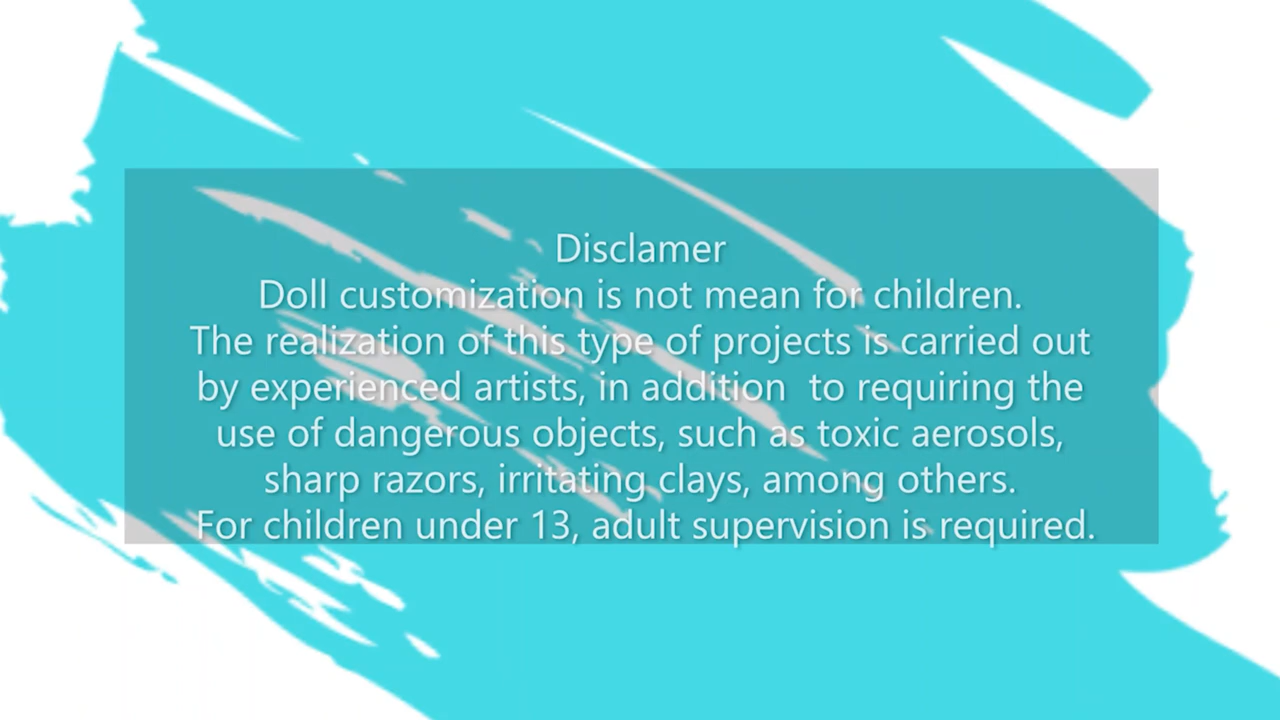 Disclamer
Doll customization is not mean for children.
The realization of this type of projects is carried out
by experienced artists, in addition  to requiring the
use of dangerous objects, such as toxic aerosols,
sharp razors, irritating clays, among others.
For children under 13, adult supervision is required.